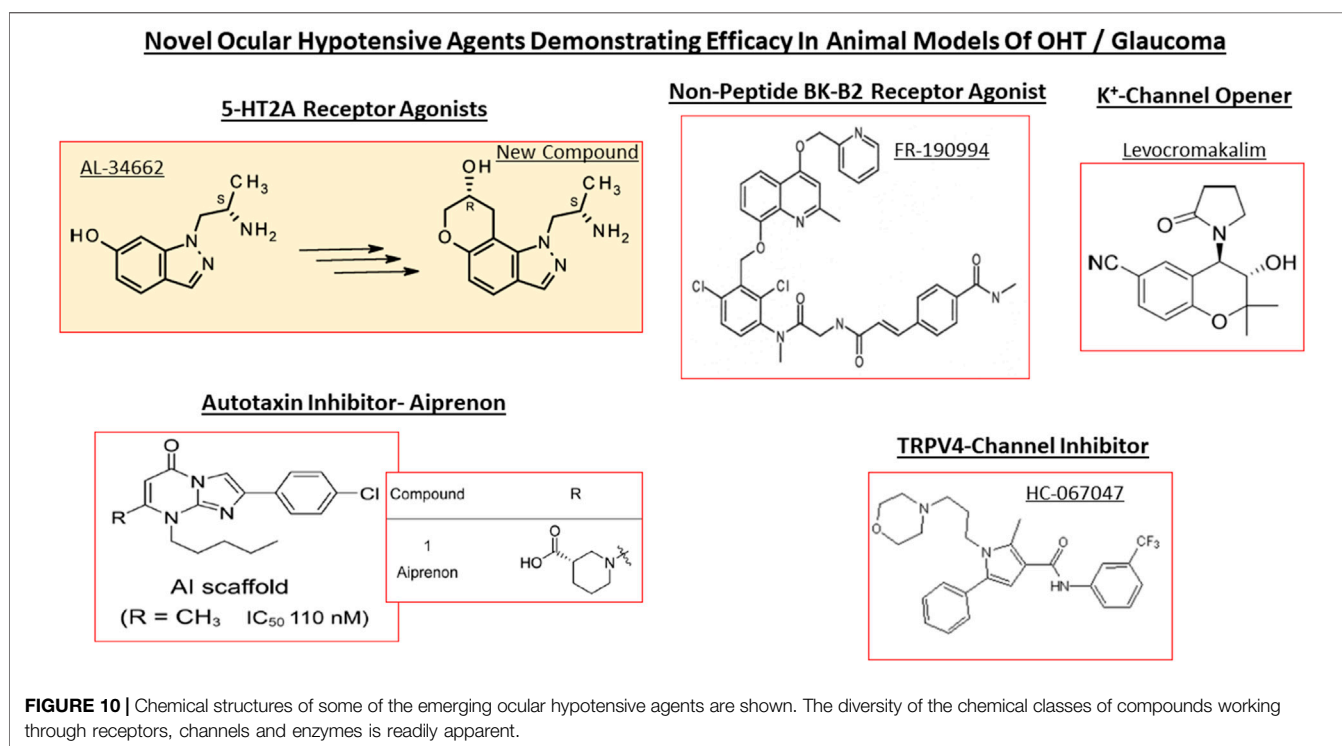 Novel Ocular Hypotensive Agents Demonstrating Efficacy In Animal Models Of OHT / Glaucoma
5-HT2A Receptor Agonists
AL-34662
New Compound
HO
S
CH₃
NH₂
N
N
OH
R
O
S
CH₃
NH₂
N
N
Non-Peptide BK-B2 Receptor Agonist
FR-190994
N
O
N
O
Cl
Cl
O
N
N
O
O
N
K⁺-Channel Opener
Levocromakalim
O
N
OH
NC
O
Autotaxin Inhibitor- Aiprenon
O
N
N
N
R
Cl
AI scaffold
(R = CH₃ IC₅₀ 110 nM)
Compound R
1
Aiprenon
O
HO
N
TRPV4-Channel Inhibitor
HC-067047
N
O
N
O
HN
CF₃
FIGURE 10 | Chemical structures of some of the emerging ocular hypotensive agents are shown. The diversity of the chemical classes of compounds working
through receptors, channels and enzymes is readily apparent.